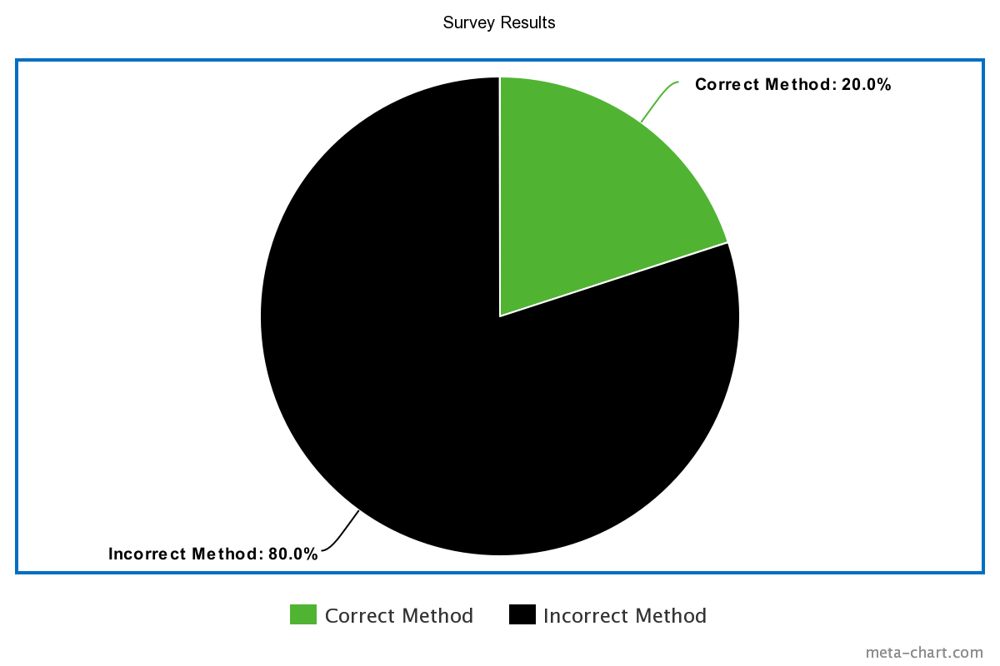 Survey Results
Correct Method: 20.0%
Incorrect Method: 80.0%
Correct Method
Incorrect Method
meta-chart.com